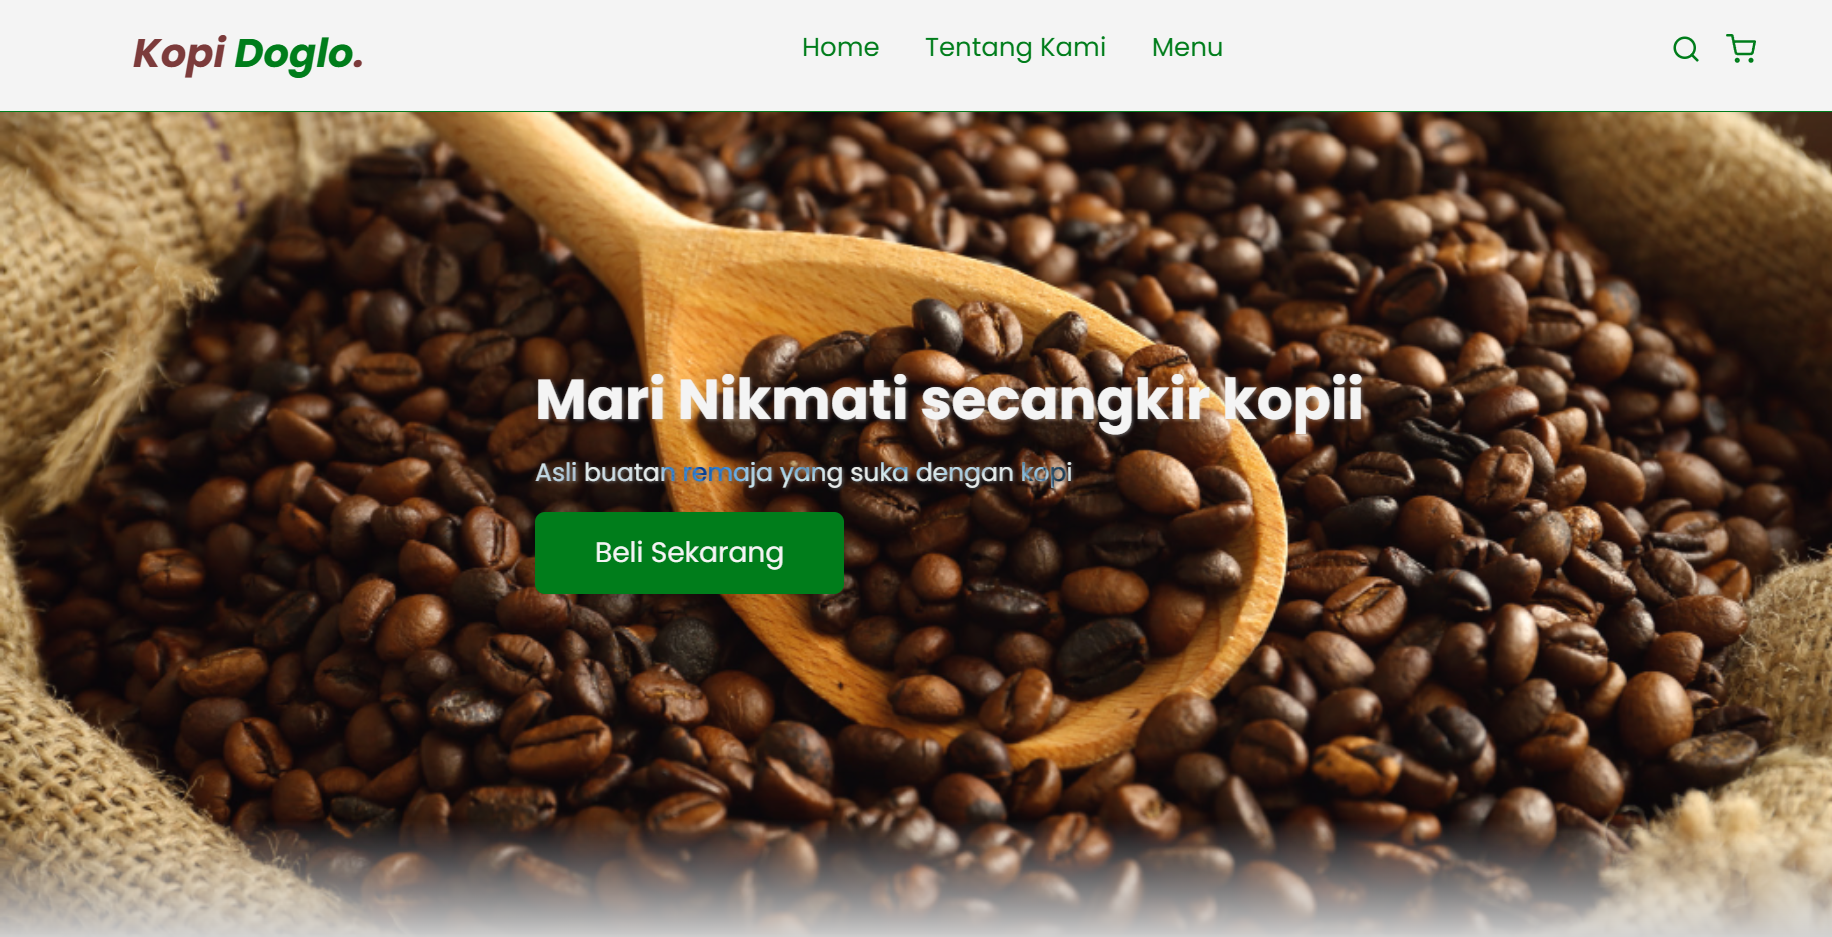 Kopi Doglo.
Home
Tentang Kami
Menu
Mari Nikmati secangkir kopii
Asli buatan remaja yang suka dengan kopi
Beli Sekarang